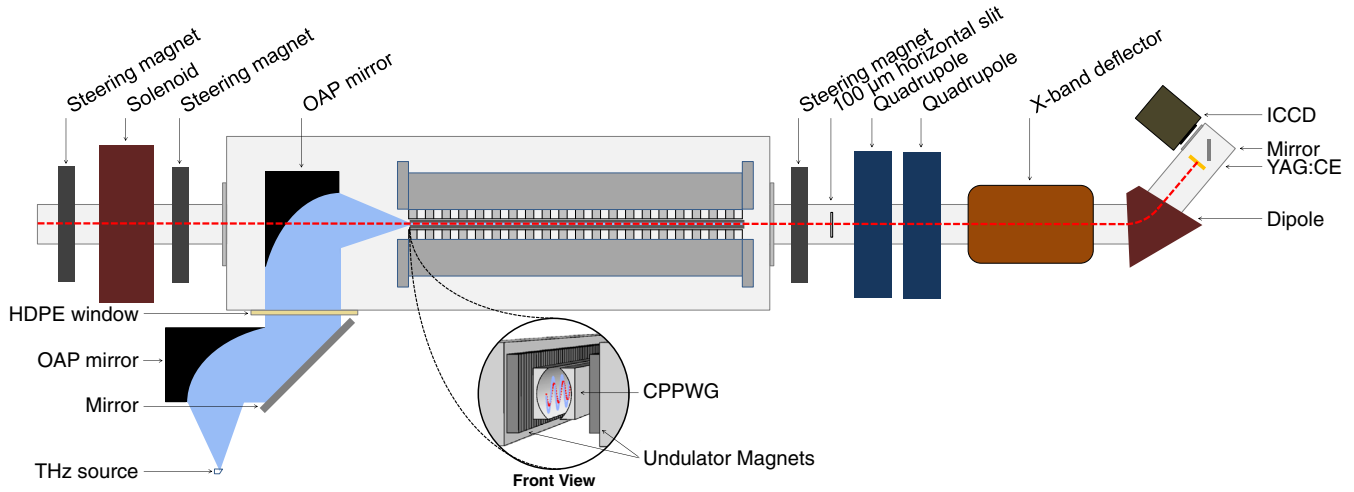 Steering magnet
Solenoid
Steering magnet
OAP mirror
Steering magnet
100 µm horizontal slit
Quadrupole
Quadrupole
X-band deflector
ICCD
Mirror
YAG:CE
Dipole
HDPE window
OAP mirror
Mirror
THz source
CPPWG
Undulator Magnets
Front View